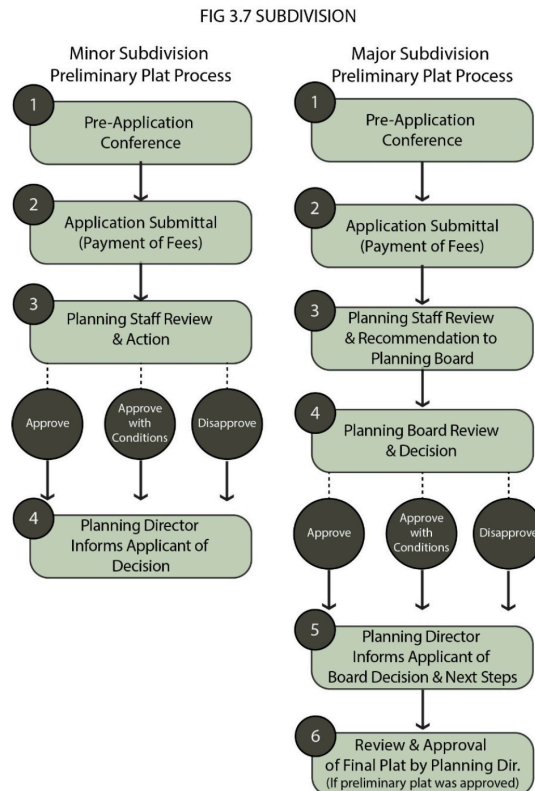 FIG 3.7 SUBDIVISION
Minor Subdivision
Preliminary Plat Process
1
Pre-Application
Conference
2
Application Submittal
(Payment of Fees)
3
Planning Staff Review
& Action
Approve
Approve
with
Conditions
Disapprove
4
Planning Director
Informs Applicant of
Decision
Major Subdivision
Preliminary Plat Process
1
Pre-Application
Conference
2
Application Submittal
(Payment of Fees)
3
Planning Staff Review
& Recommendation to
Planning Board
4
Planning Board Review
& Decision
Approve
Approve
with
Conditions
Disapprove
5
Planning Director
Informs Applicant of
Board Decision & Next Steps
6
Review & Approval
of Final Plat by Planning Dir.
(If preliminary plat was approved)